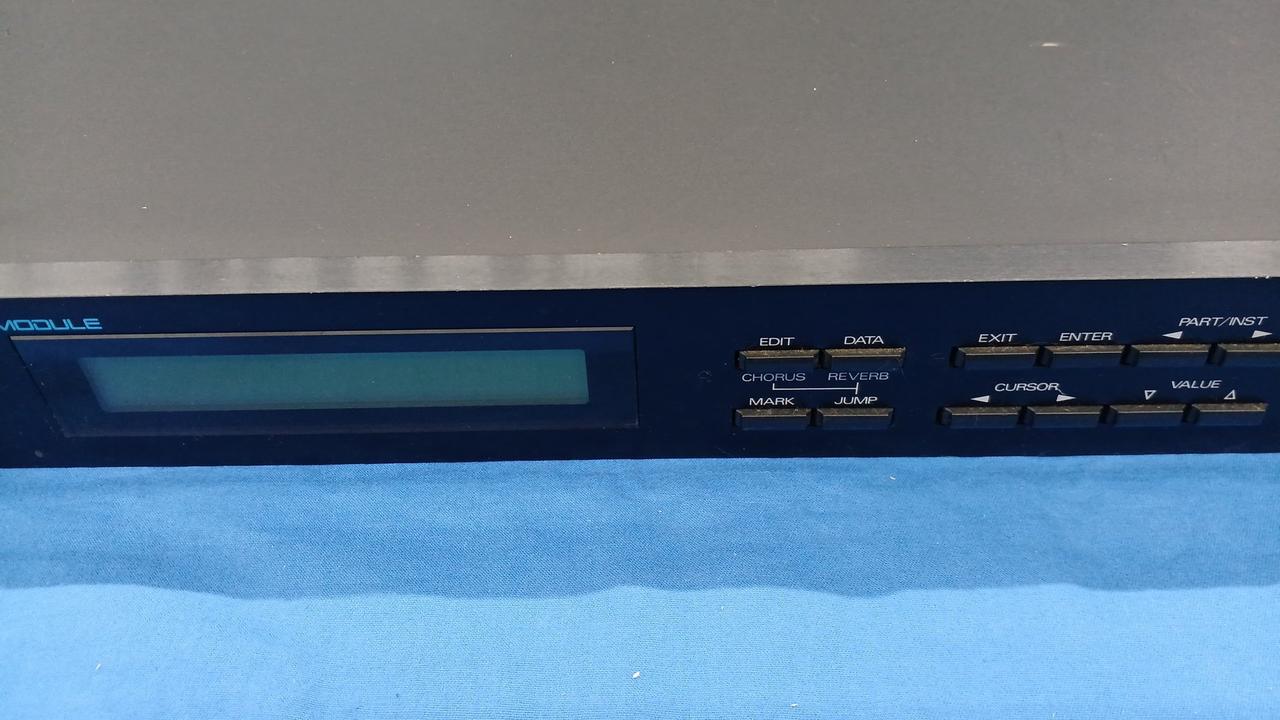 MODULE
EDIT DATA
CHORUS REVERB
MARK JUMP
EXIT ENTER PART/INST
CURSOR VALUE